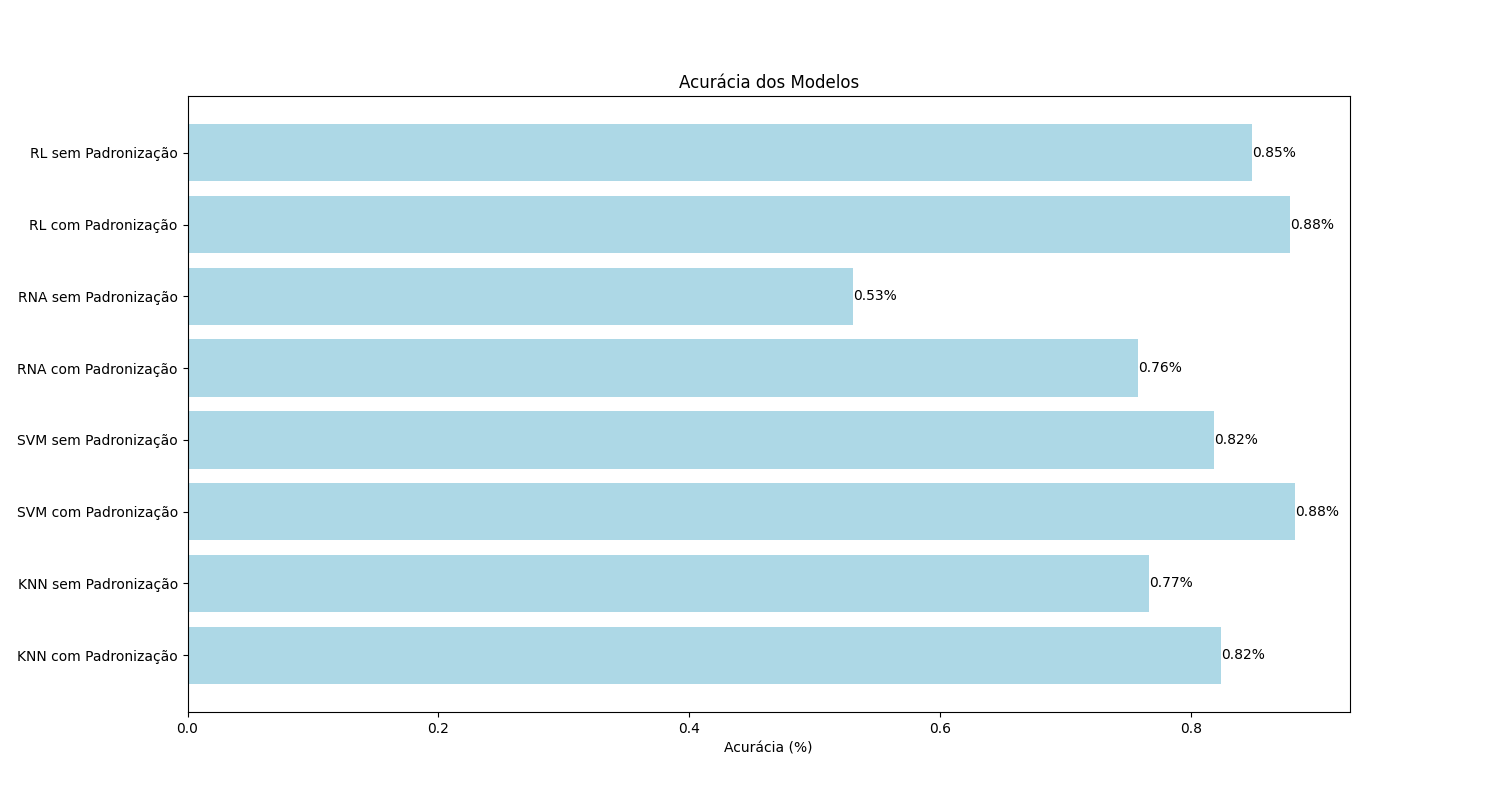 Acurácia dos Modelos
RL sem Padronização
0.85%
RL com Padronização
0.88%
RNA sem Padronização
0.53%
RNA com Padronização
0.76%
SVM sem Padronização
0.82%
SVM com Padronização
0.88%
KNN sem Padronização
0.77%
KNN com Padronização
0.82%
0.0 0.2 0.4 0.6 0.8
Acurácia (%)